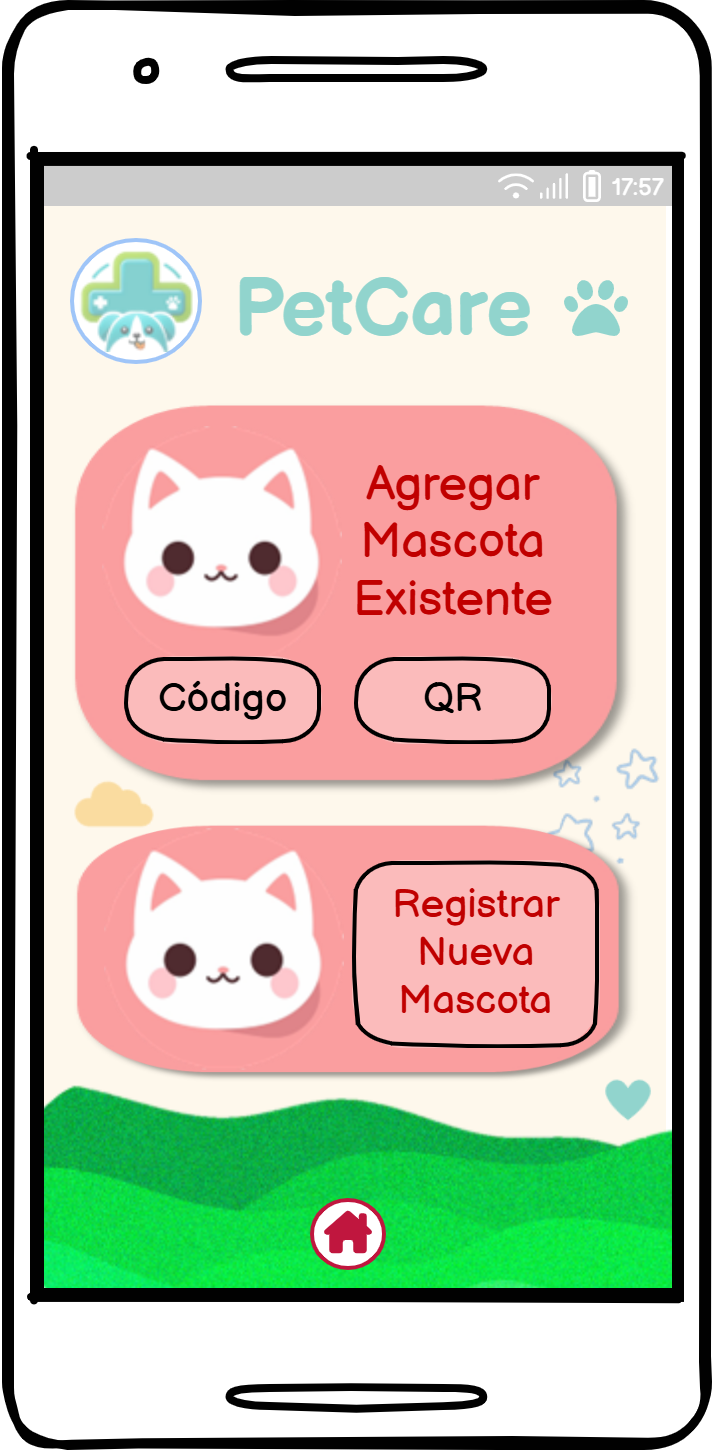 17:57
PetCare
Agregar
Mascota
Existente
Código
QR
Registrar
Nueva
Mascota